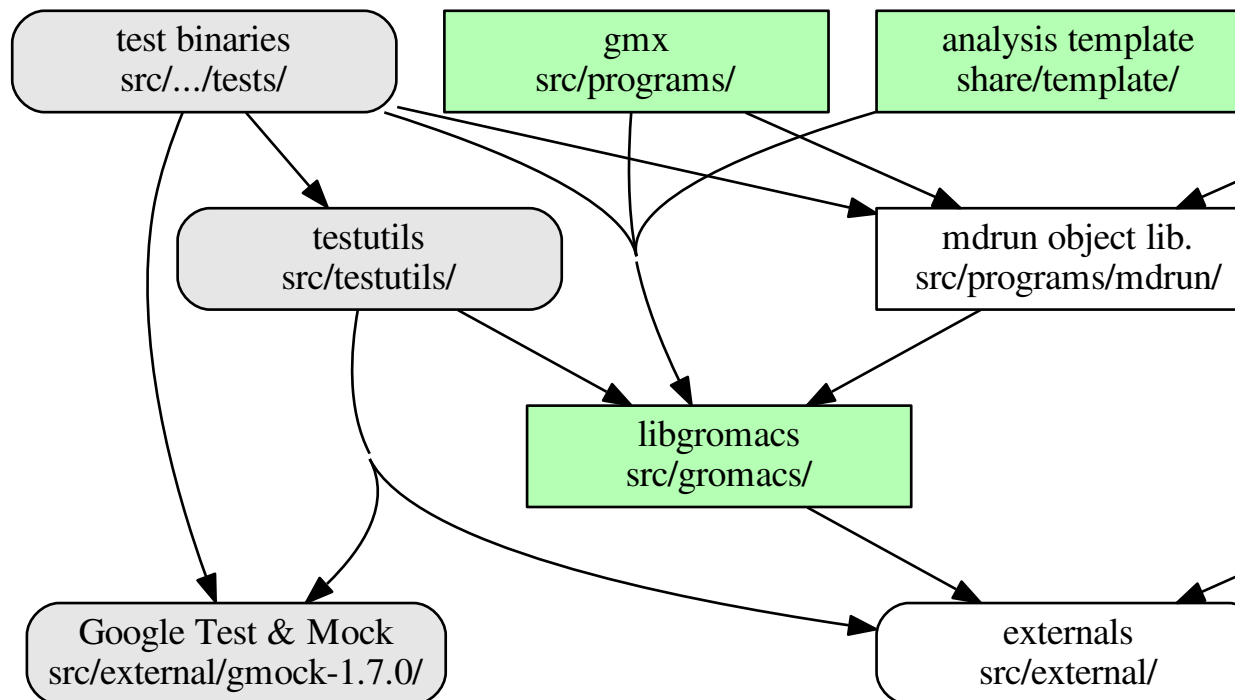 test binaries
src/.../tests/
gmx
src/programs/
analysis template
share/template/
testutils
src/testutils/
mdrun object lib.
src/programs/mdrun/
libgromacs
src/gromacs/
Google Test & Mock
src/external/gmock-1.7.0/
externals
src/external/